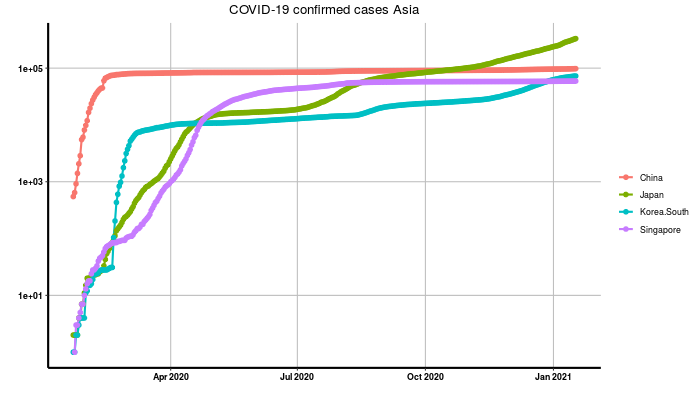 COVID-19 confirmed cases Asia
1e+05
1e+03
1e+01
Apr 2020
Jul 2020
Oct 2020
Jan 2021
China
Japan
Korea.South
Singapore